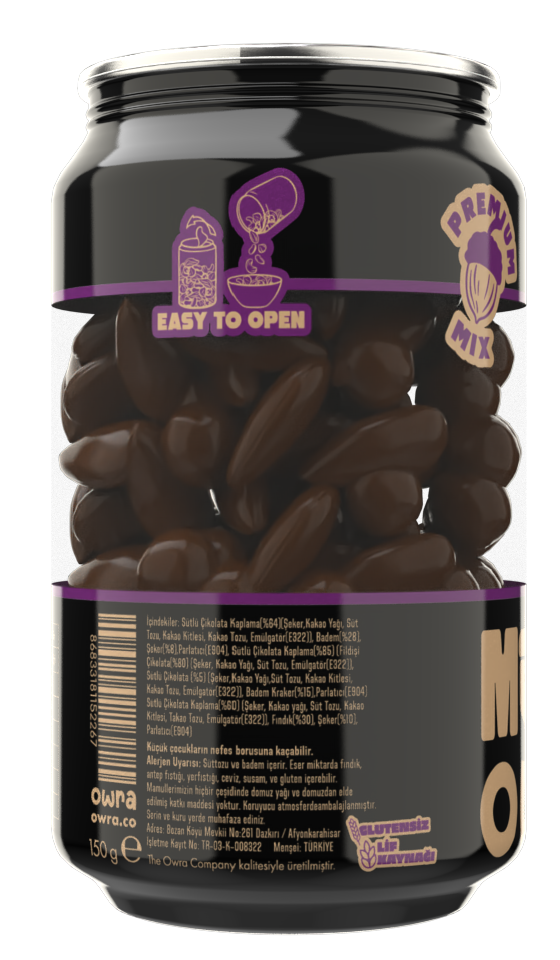 PREMIUM
MIX
EASY TO OPEN
İçindekiler: Sütlü Çikolata Kaplama(%64)(Şeker,Kakao Yağı, Süt
Tozu, Kakao Kitlesi, Kakao Tozu, Emülgatör(E322)), Badem(%28),
Şeker(%8),Parlatıcı(E904), Sütlü Çikolata Kaplama(%85) (Fildişi
Çikolata(%80) (Şeker, Kakao Yağı, Süt Tozu, Emülgatör(E322)),
Sütlü Çikolata (%5) (Şeker,Kakao Yağı,Süt Tozu, Kakao Kitlesi,
Kakao Tozu, Emülgatör(E322)), Badem Kraker(%15),Parlatıcı(E904)
Sütlü Çikolata Kaplama(%60) (Şeker, Kakao yağı, Süt Tozu, Kakao
Kitlesi, Takao Tozu, Emülgatör(E322)), Fındık(%30), Şeker(%10),
Parlatıcı(E904)
Küçük çocukların nefes borusuna kaçabilir.
Alerjen Uyarısı: Süttozu ve badem içerir. Eser miktarda fındık,
antep fıstığı, yerfıstığı, ceviz, susam, ve gluten içerebilir.
Mamullerimizin hiçbir çeşidinde domuz yağı ve domuzdan elde
edilmiş katkı maddesi yoktur. Koruyucu atmosferdeambalajlanmıştır.
Serin ve kuru yerde muhafaza ediniz.
Adres: Bozan Köyü Mevkii No:261 Dazkırı / Afyonkarahisar
İşletme Kayıt No: TR-03-K-008322 Menşei: TÜRKİYE
The Owra Company kalitesiyle üretilmiştir.
86833181152267
owra
owra.co
150 g e
GLUTENSİZ
LİF
KAYNAĞI
M
O